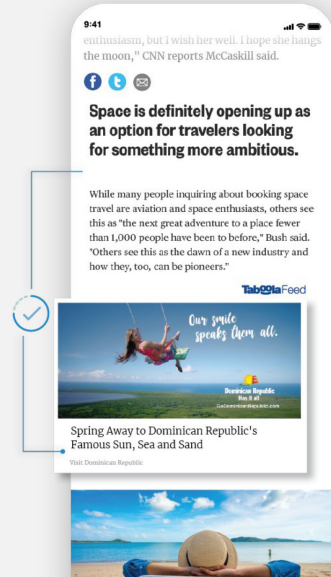 9:41
enthusiasm, but I wish her well. I hope she hangs
the moon," CNN reports McCaskill said.
Space is definitely opening up as
an option for travelers looking
for something more ambitious.
While many people inquiring about booking space
travel are aviation and space enthusiasts, others see
this as "the next great adventure to a place fewer
than 1,000 people have been to before," Bush said.
"Others see this as the dawn of a new industry and
how they, too, can be pioneers."
Taboola Feed
Our smile
speaks them all.
Dominican Republic
Has it all
GoDominicanRepublic.com
Spring Away to Dominican Republic's
Famous Sun, Sea and Sand
Visit Dominican Republic